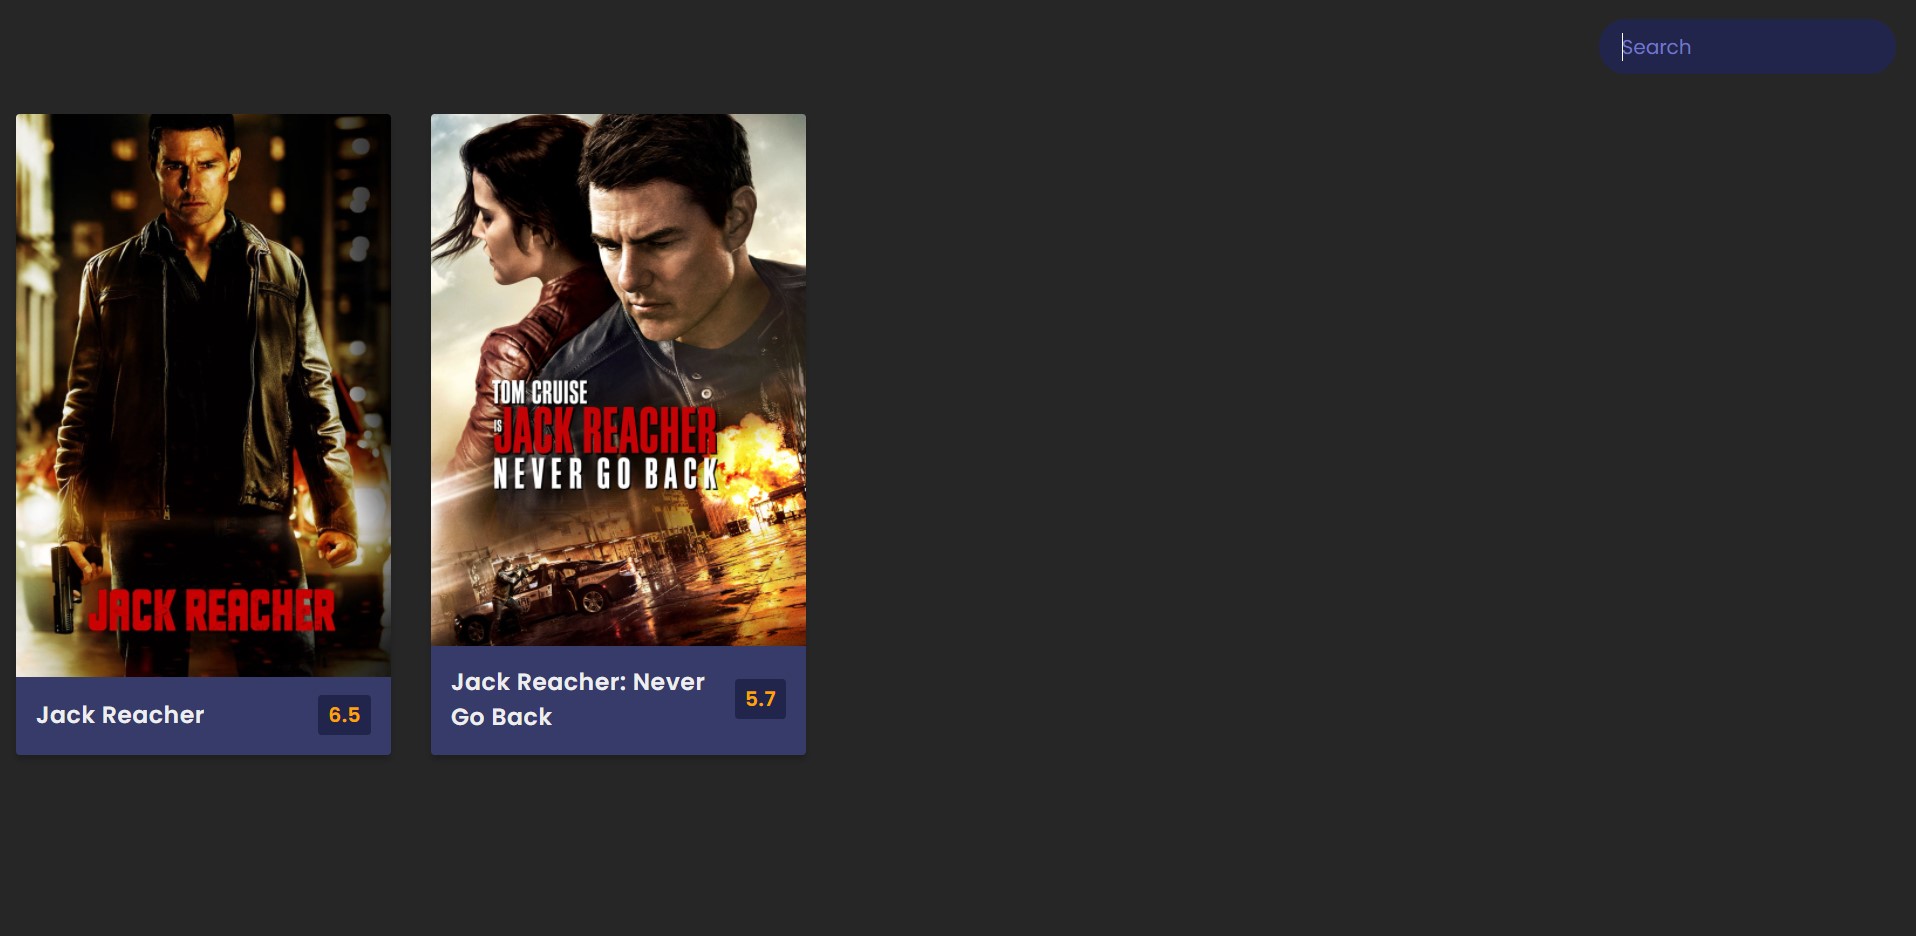 Search
JACK REACHER
Jack Reacher
6.5
TOM CRUISE
IS
JACK REACHER
NEVER GO BACK
Jack Reacher: Never
Go Back
5.7